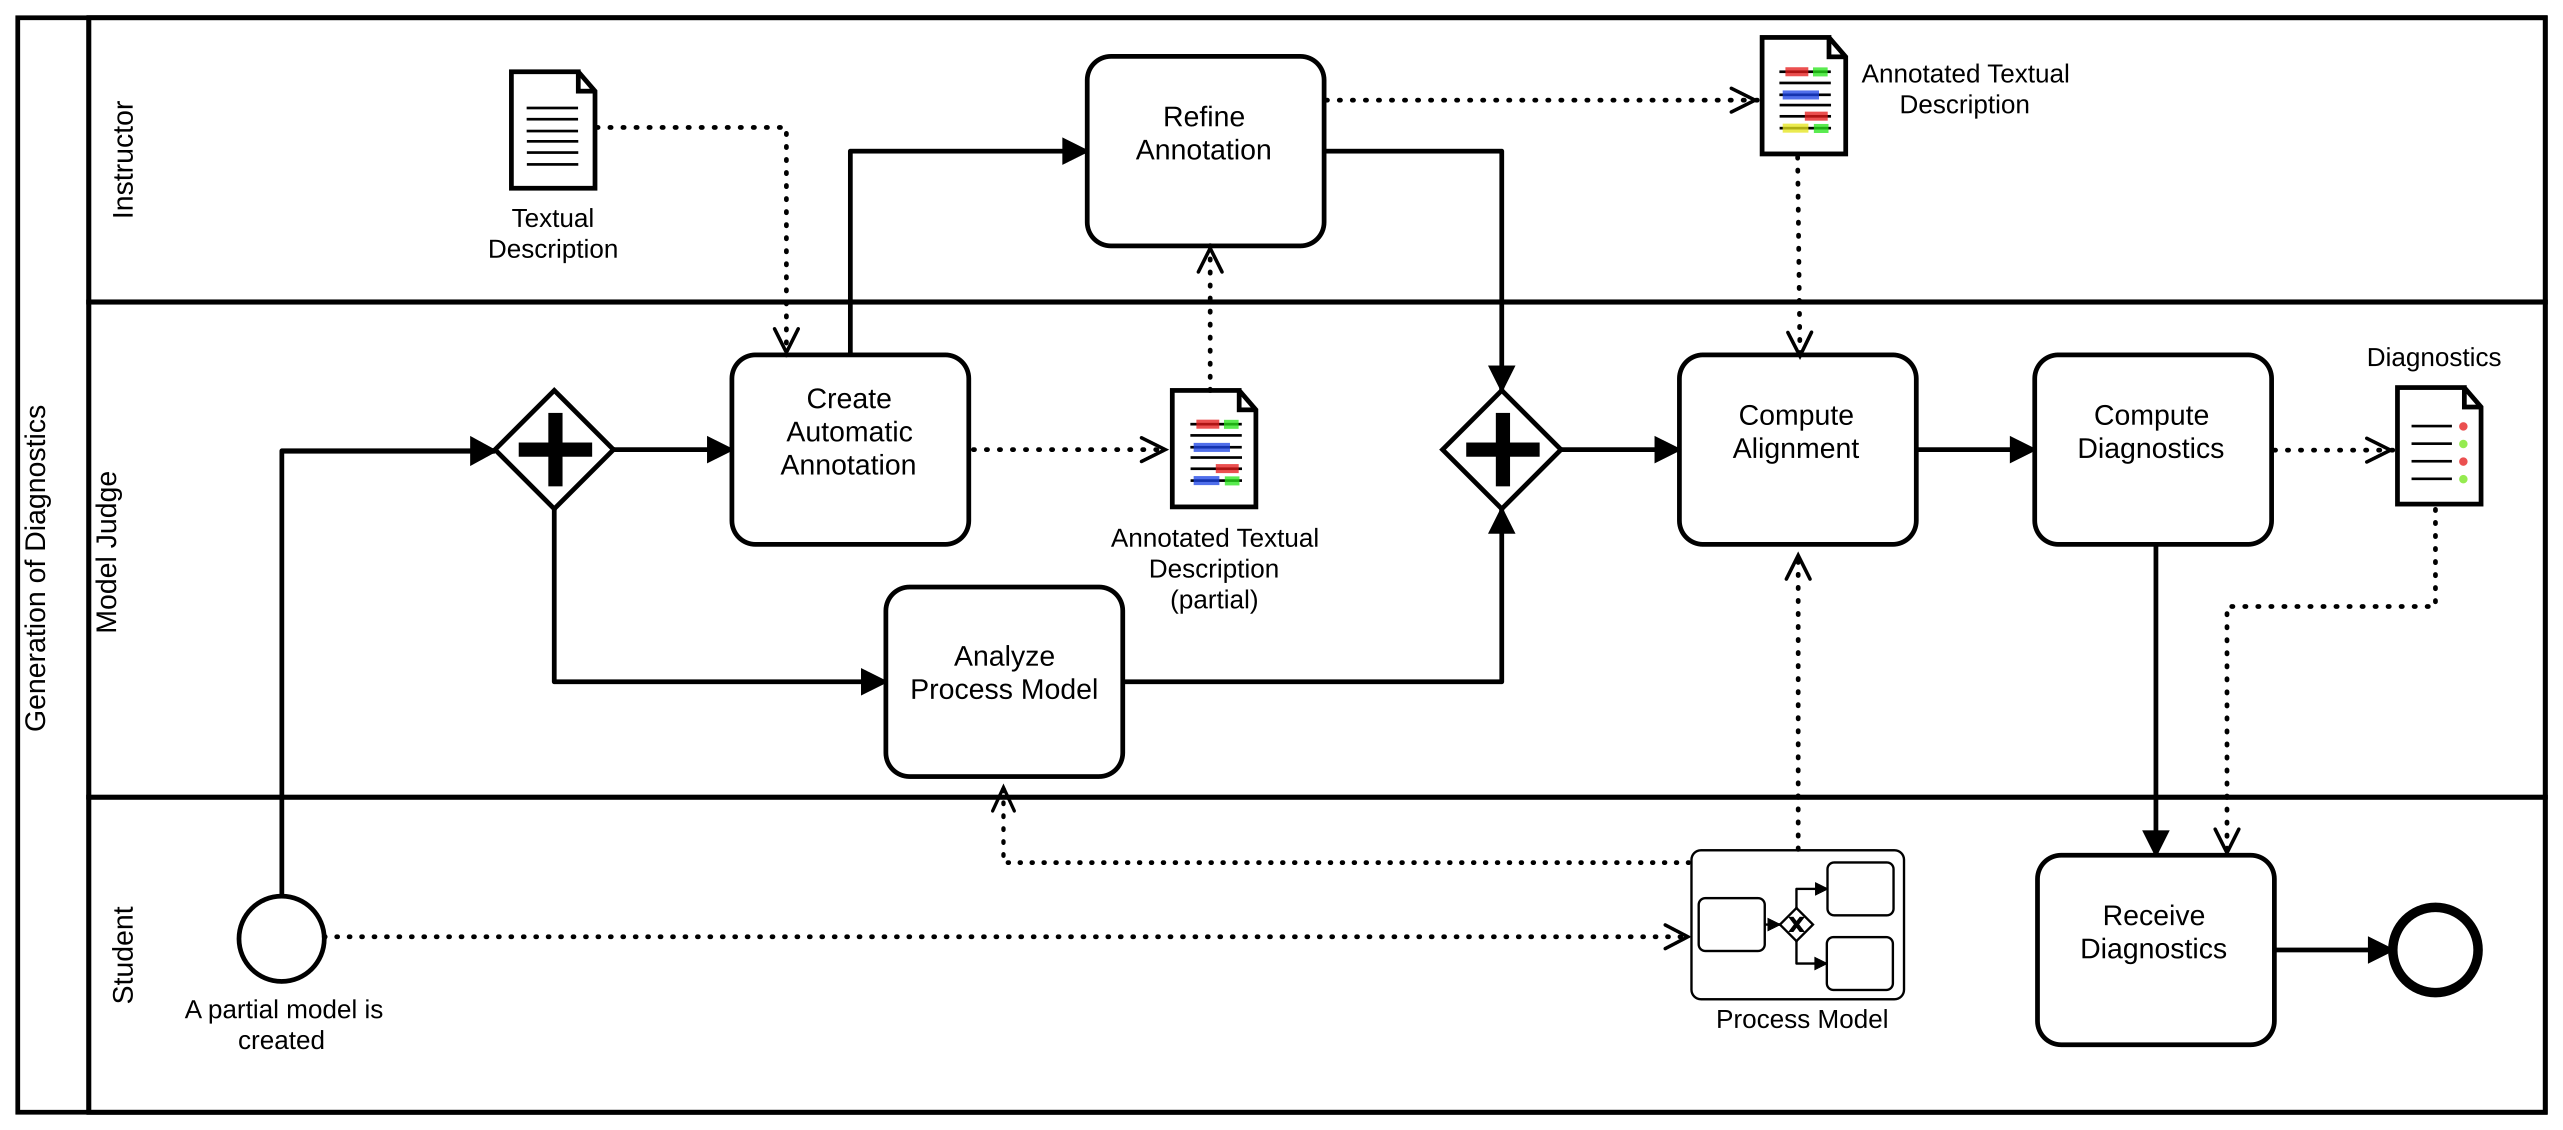 Generation of Diagnostics
Instructor
Textual
Description
Refine
Annotation
Annotated Textual
Description
Model Judge
Create
Automatic
Annotation
Annotated Textual
Description
(partial)
Analyze
Process Model
Compute
Alignment
Compute
Diagnostics
Diagnostics
Student
A partial model is
created
Process Model
Receive
Diagnostics